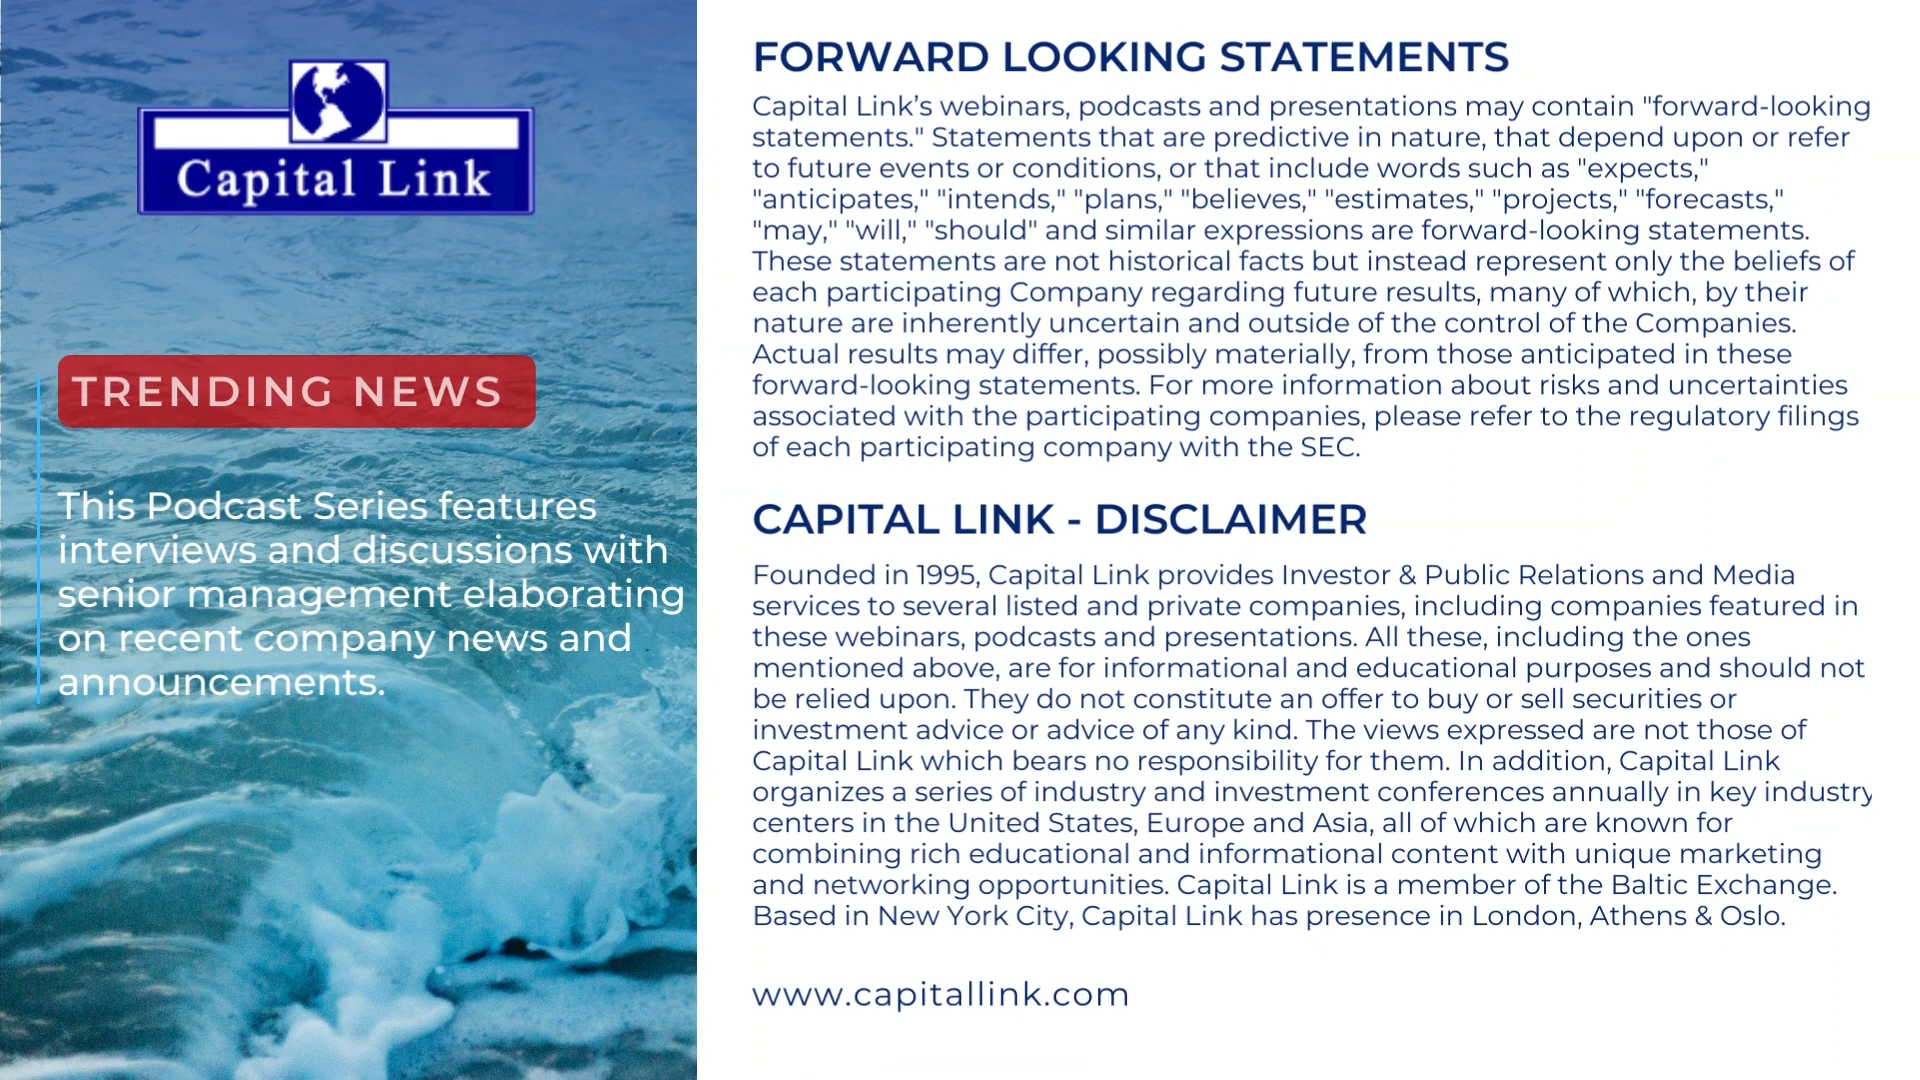 Capital Link
TRENDING NEWS
This Podcast Series features
interviews and discussions with
senior management elaborating
on recent company news and
announcements.
FORWARD LOOKING STATEMENTS
Capital Link’s webinars, podcasts and presentations may contain "forward-looking
statements." Statements that are predictive in nature, that depend upon or refer
to future events or conditions, or that include words such as "expects,"
"anticipates," "intends," "plans," "believes," "estimates," "projects," "forecasts,"
"may," "will," "should" and similar expressions are forward-looking statements.
These statements are not historical facts but instead represent only the beliefs of
each participating Company regarding future results, many of which, by their
nature are inherently uncertain and outside of the control of the Companies.
Actual results may differ, possibly materially, from those anticipated in these
forward-looking statements. For more information about risks and uncertainties
associated with the participating companies, please refer to the regulatory filings
of each participating company with the SEC.
CAPITAL LINK - DISCLAIMER
Founded in 1995, Capital Link provides Investor & Public Relations and Media
services to several listed and private companies, including companies featured in
these webinars, podcasts and presentations. All these, including the ones
mentioned above, are for informational and educational purposes and should not
be relied upon. They do not constitute an offer to buy or sell securities or
investment advice or advice of any kind. The views expressed are not those of
Capital Link which bears no responsibility for them. In addition, Capital Link
organizes a series of industry and investment conferences annually in key industry
centers in the United States, Europe and Asia, all of which are known for
combining rich educational and informational content with unique marketing
and networking opportunities. Capital Link is a member of the Baltic Exchange.
Based in New York City, Capital Link has presence in London, Athens & Oslo.
www.capitallink.com